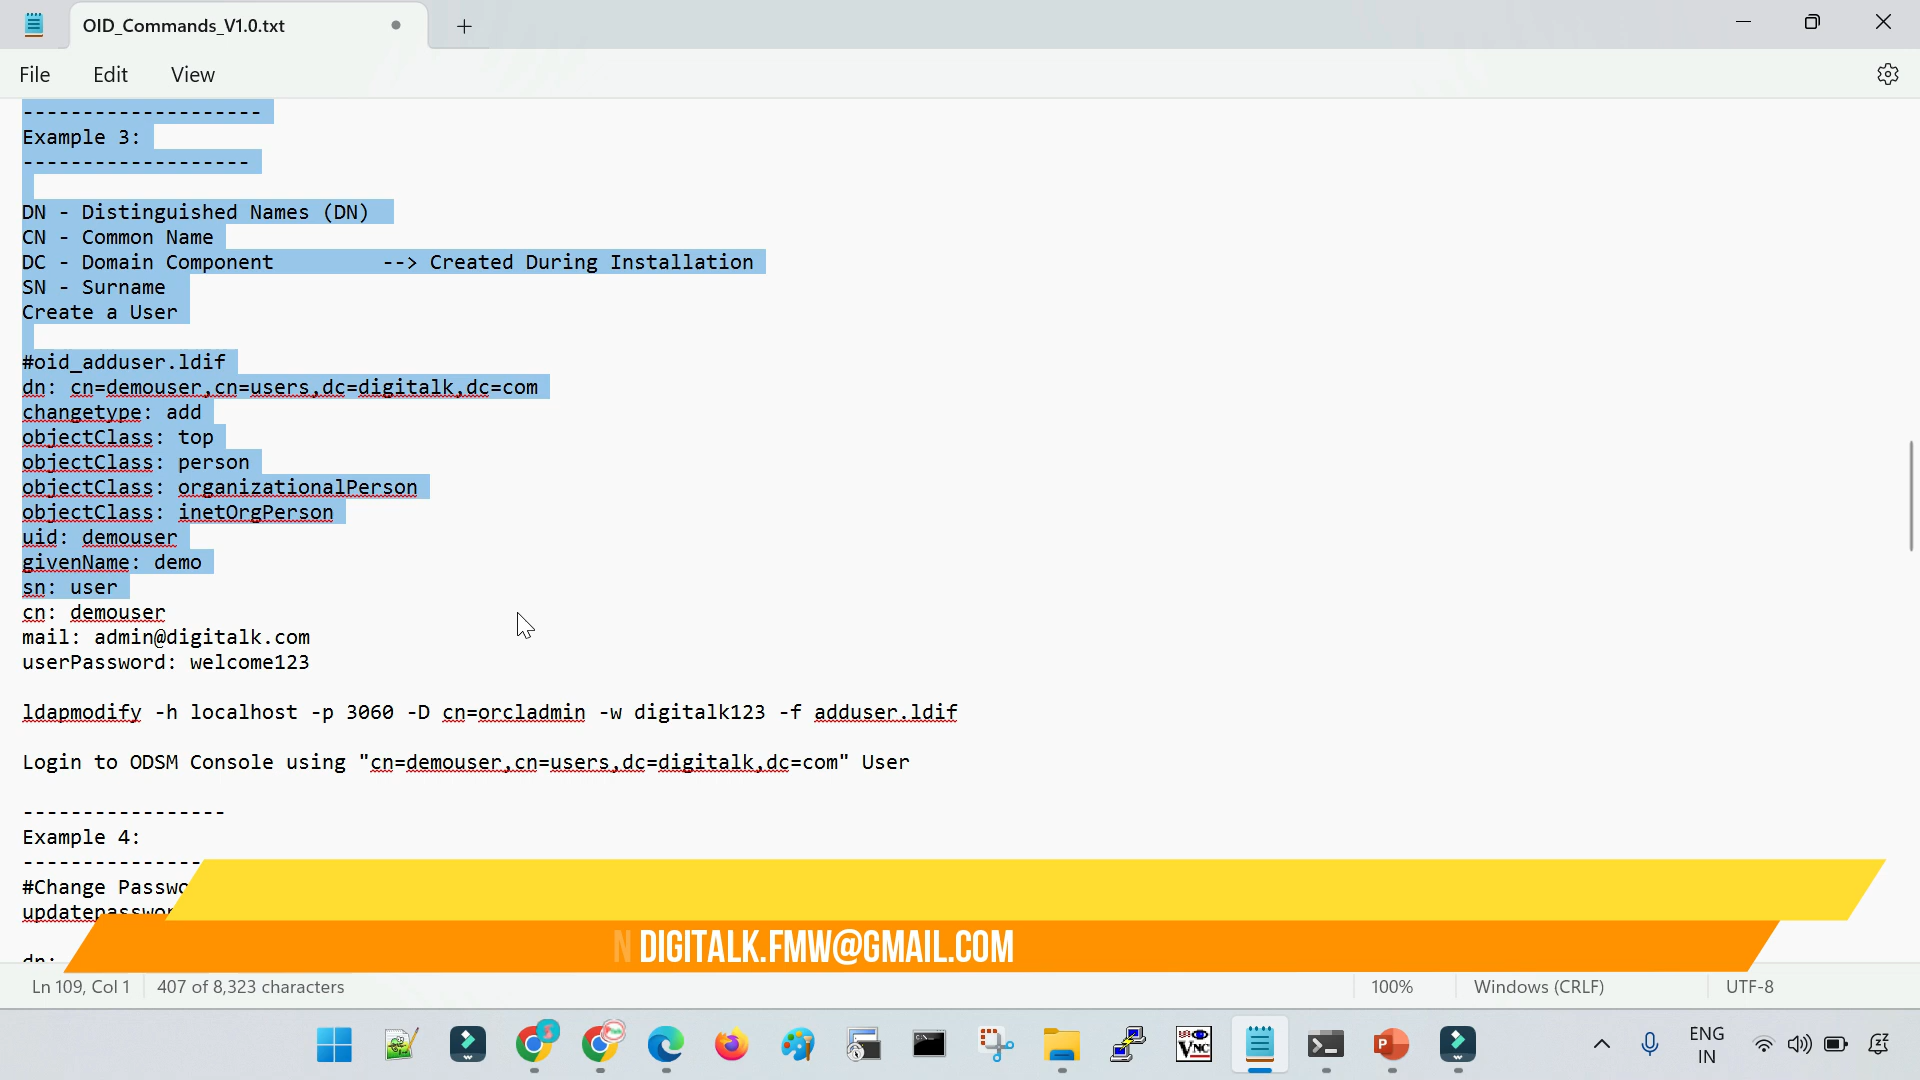 OID_Commands_V1.0.txt
File Edit View
--------------------
Example 3:
-------------------
DN - Distinguished Names (DN)
CN - Common Name
DC - Domain Component --> Created During Installation
SN - Surname
Create a User
#oid_adduser.ldif
dn: cn=demouser,cn=users,dc=digitalk,dc=com
changetype: add
objectClass: top
objectClass: person
objectClass: organizationalPerson
objectClass: inetOrgPerson
uid: demouser
givenName: demo
sn: user
cn: demouser
mail: admin@digitalk.com
userPassword: welcome123
ldapmodify -h localhost -p 3060 -D cn=orcladmin -w digitalk123 -f adduser.ldif
Login to ODSM Console using "cn=demouser,cn=users,dc=digitalk,dc=com" User
-----------------
Example 4:
---------------
#Change
dn:
N DIGITALK.FMW@GMAIL.COM
Ln 109, Col 1 407 of 8,323 characters 100% Windows (CRLF) UTF-8
ENG
IN